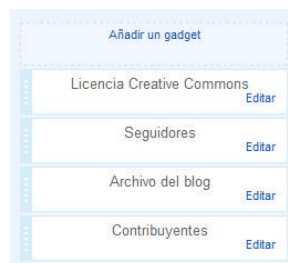 Añadir un gadget
Licencia Creative Commons
Editar
Seguidores
Editar
Archivo del blog
Editar
Contribuyentes
Editar